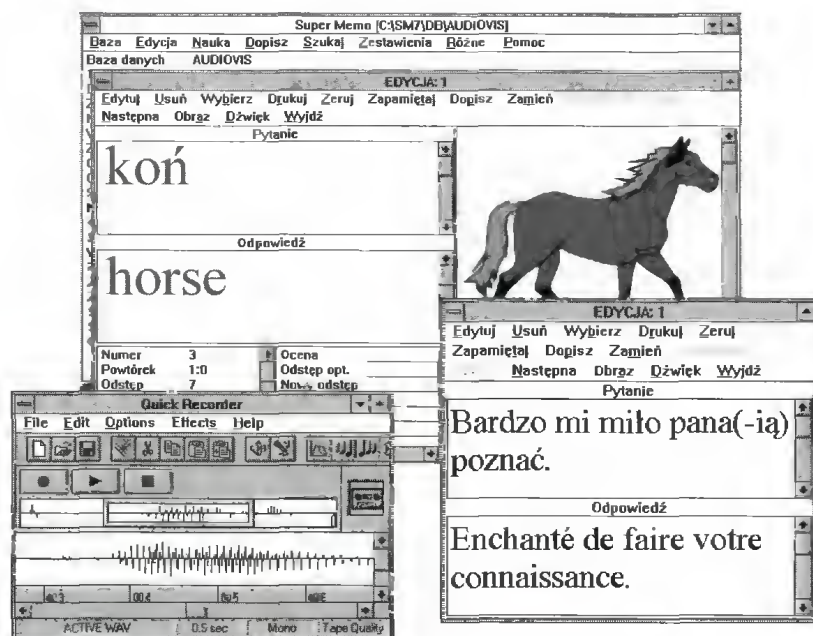 Super Memo [C:\SM7\DB\AUDIOVIS]
Baza Edycja Nauka Dopisz Szukaj Zestawienia Różne Pomoc
Baza danych AUDIOVIS
EDYCJA: 1
Edytuj Usuń Wybierz Drukuj Zeruj Zapamiętaj Dopisz Zamień
Następna Obraz Dźwięk Wyjdź
Pytanie
koń
Odpowiedź
horse
Numer 3
Powtórek 1:0
Odstęp 7
Ocena
Odstęp opt.
Nowy odstęp
EDYCJA: 1
Edytuj Usuń Wybierz Drukuj Zeruj
Zapamiętaj Dopisz Zamień
Następna Obraz Dźwięk Wyjdź
Pytanie
Bardzo mi miło pana(-ią)
poznać.
Odpowiedź
Enchanté de faire votre
connaissance.
Quick Recorder
File Edit Options Effects Help
ACTIVE WAV 0.5 sec Mono Tape Quality